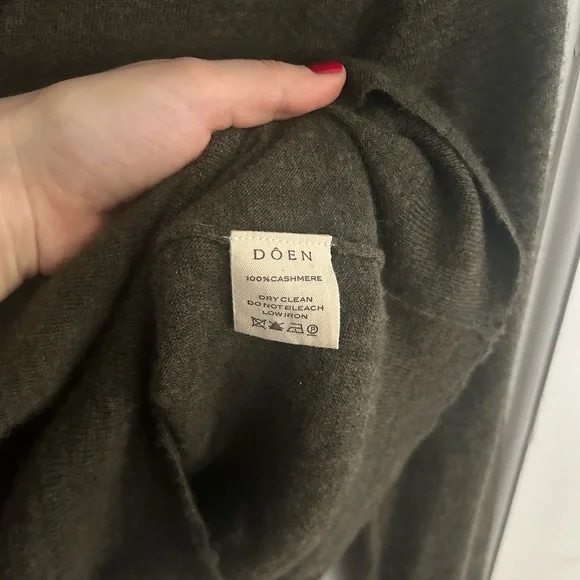 DÔEN
100%CASHMERE
DRY CLEAN
DO NOT BLEACH
LOW IRON
P